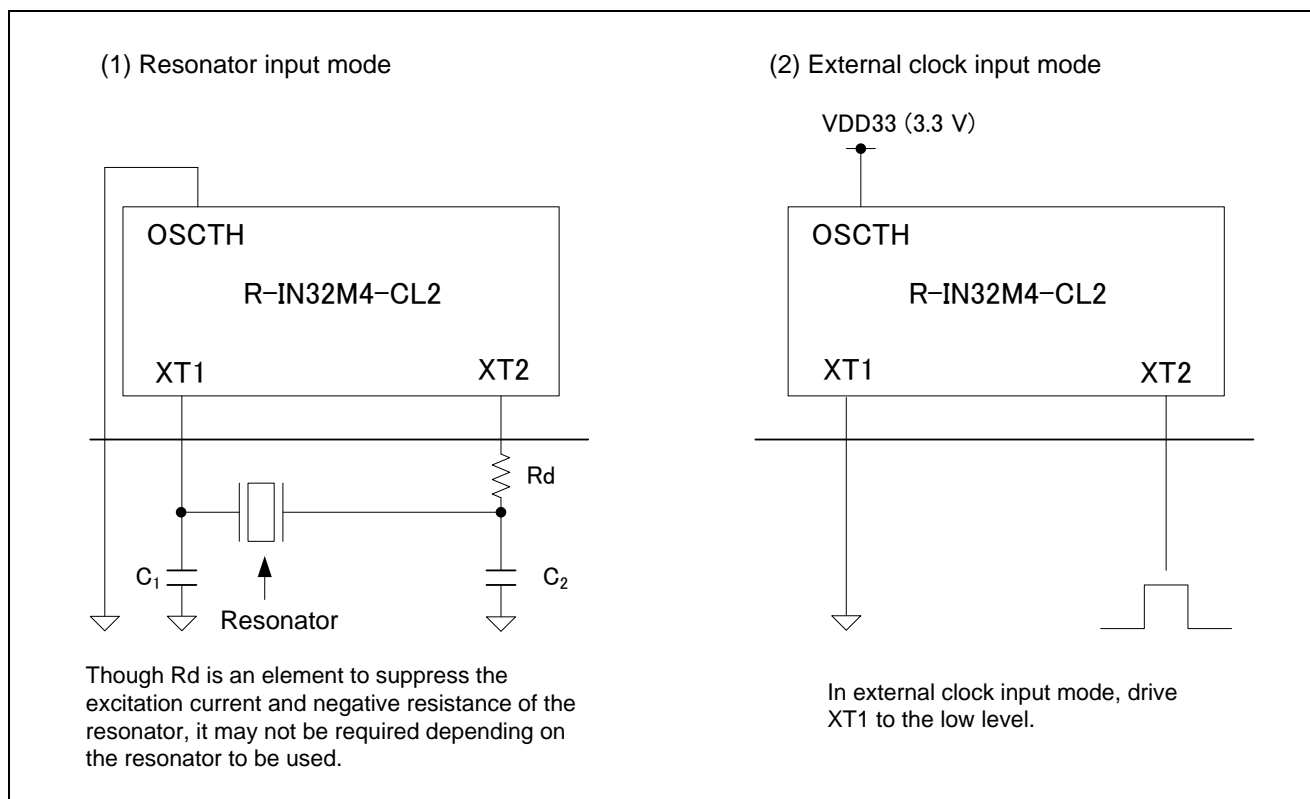 (1) Resonator input mode
OSCTH
R-IN32M4-CL2
XT1
XT2
Rd
C₁
C₂
Resonator
Though Rd is an element to suppress the
excitation current and negative resistance of the
resonator, it may not be required depending on
the resonator to be used.
(2) External clock input mode
VDD33 (3.3 V)
OSCTH
R-IN32M4-CL2
XT1
XT2
In external clock input mode, drive
XT1 to the low level.